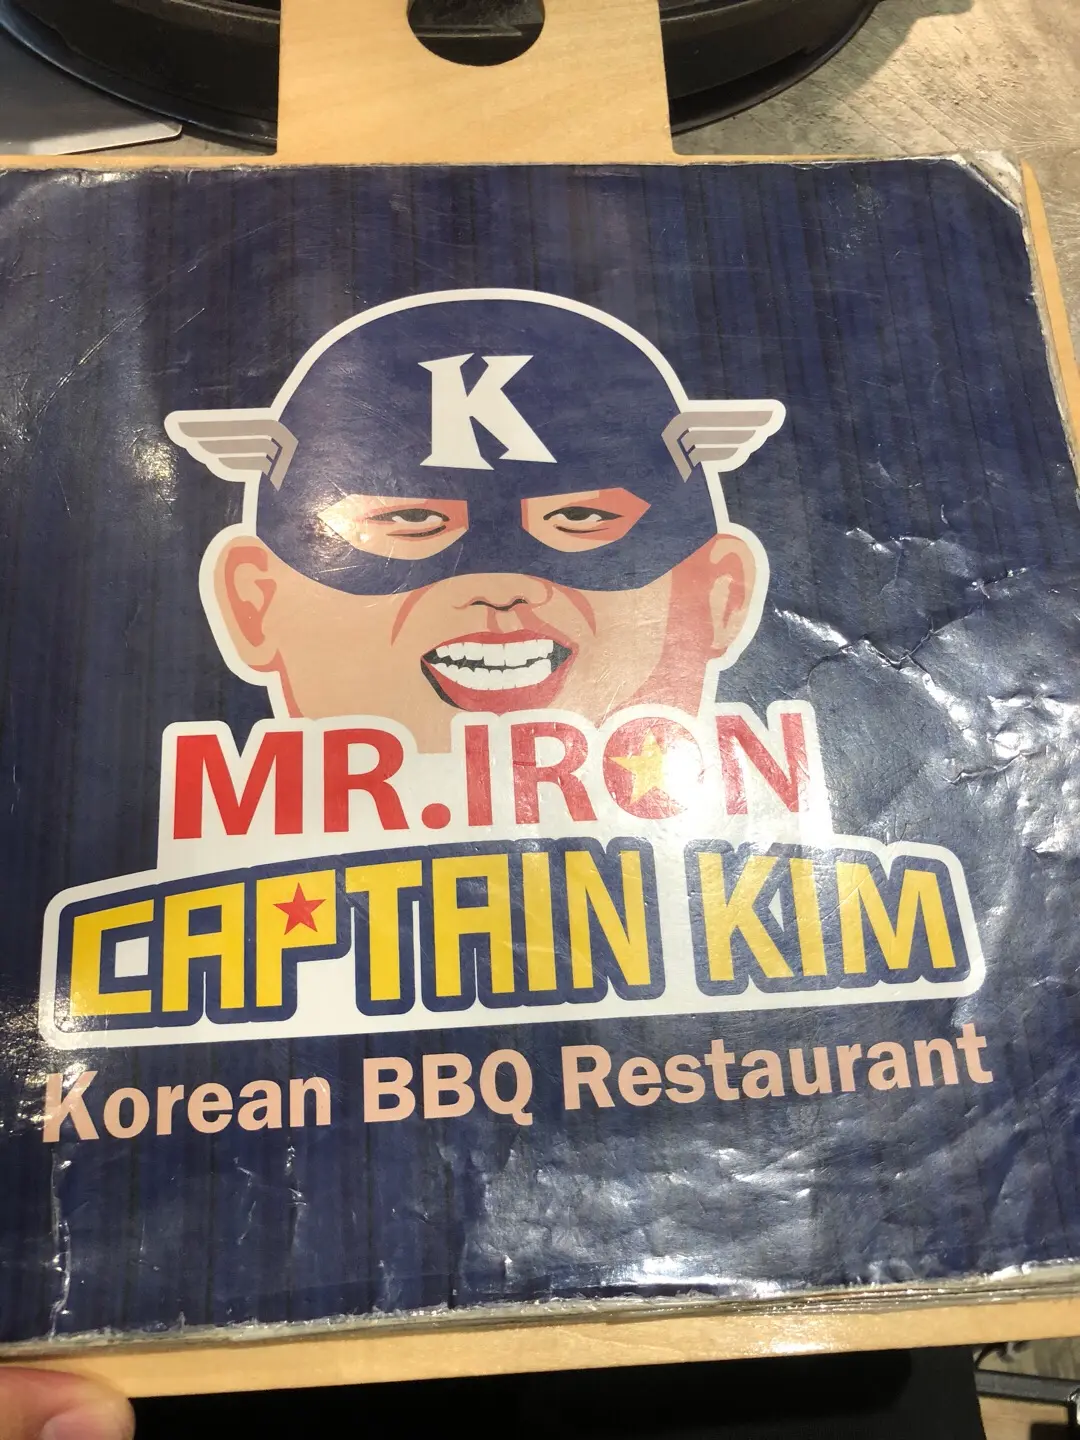 K
MR.IRON
CAPTAIN KIM
Korean BBQ Restaurant